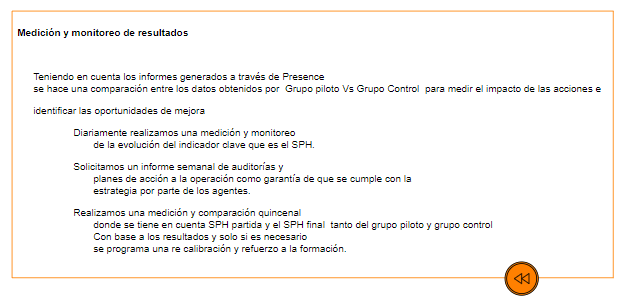 Medición y monitoreo de resultados
Teniendo en cuenta los informes generados a través de Presence
se hace una comparación entre los datos obtenidos por Grupo piloto Vs Grupo Control para medir el impacto de las acciones e
identificar las oportunidades de mejora
Diariamente realizamos una medición y monitoreo
de la evolución del indicador clave que es el SPH.
Solicitamos un informe semanal de auditorías y
planes de acción a la operación como garantía de que se cumple con la
estrategia por parte de los agentes.
Realizamos una medición y comparación quincenal
donde se tiene en cuenta SPH partida y el SPH final tanto del grupo piloto y grupo control
Con base a los resultados y solo si es necesario
se programa una re calibración y refuerzo a la formación.